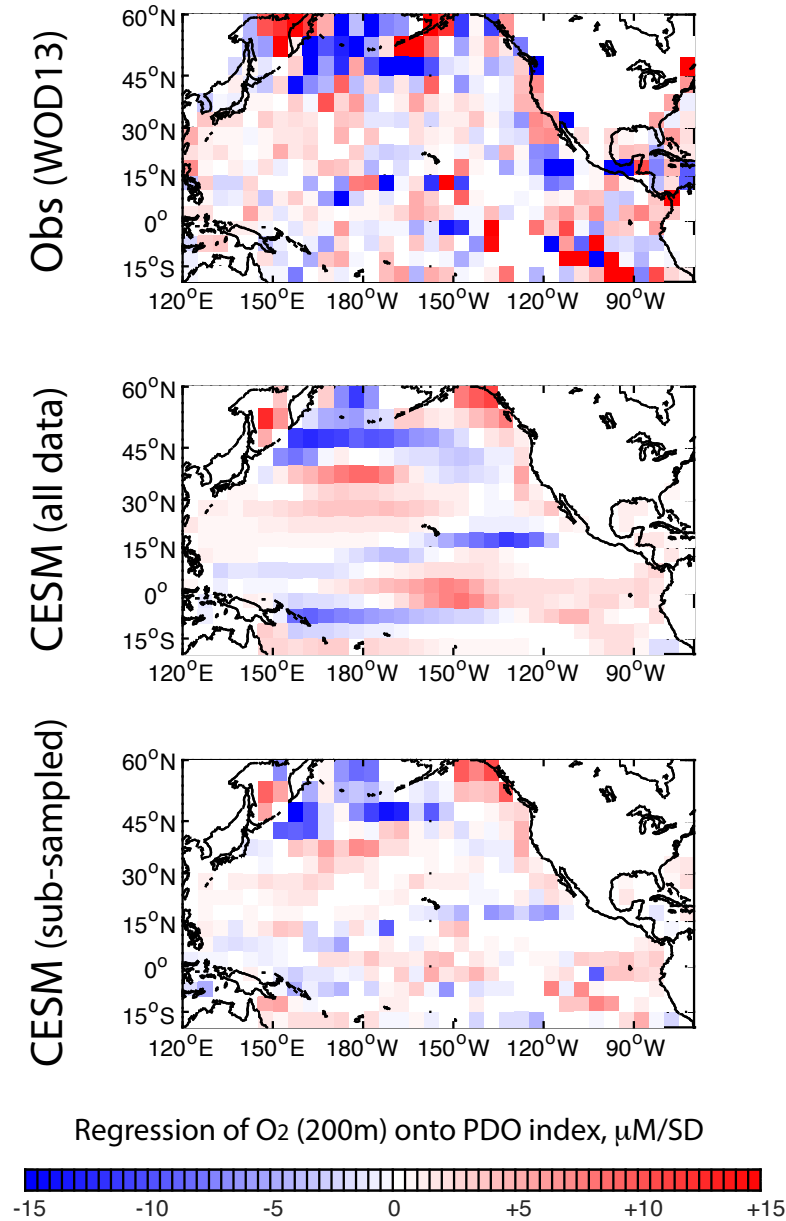 Obs (WOD13)
60°N
45°N
30°N
15°N
0°
15°S
120°E 150°E 180°W 150°W 120°W 90°W
CESM (all data)
60°N
45°N
30°N
15°N
0°
15°S
120°E 150°E 180°W 150°W 120°W 90°W
CESM (sub-sampled)
60°N
45°N
30°N
15°N
0°
15°S
120°E 150°E 180°W 150°W 120°W 90°W
Regression of O2 (200m) onto PDO index, μM/SD
-15 -10 -5 0 +5 +10 +15